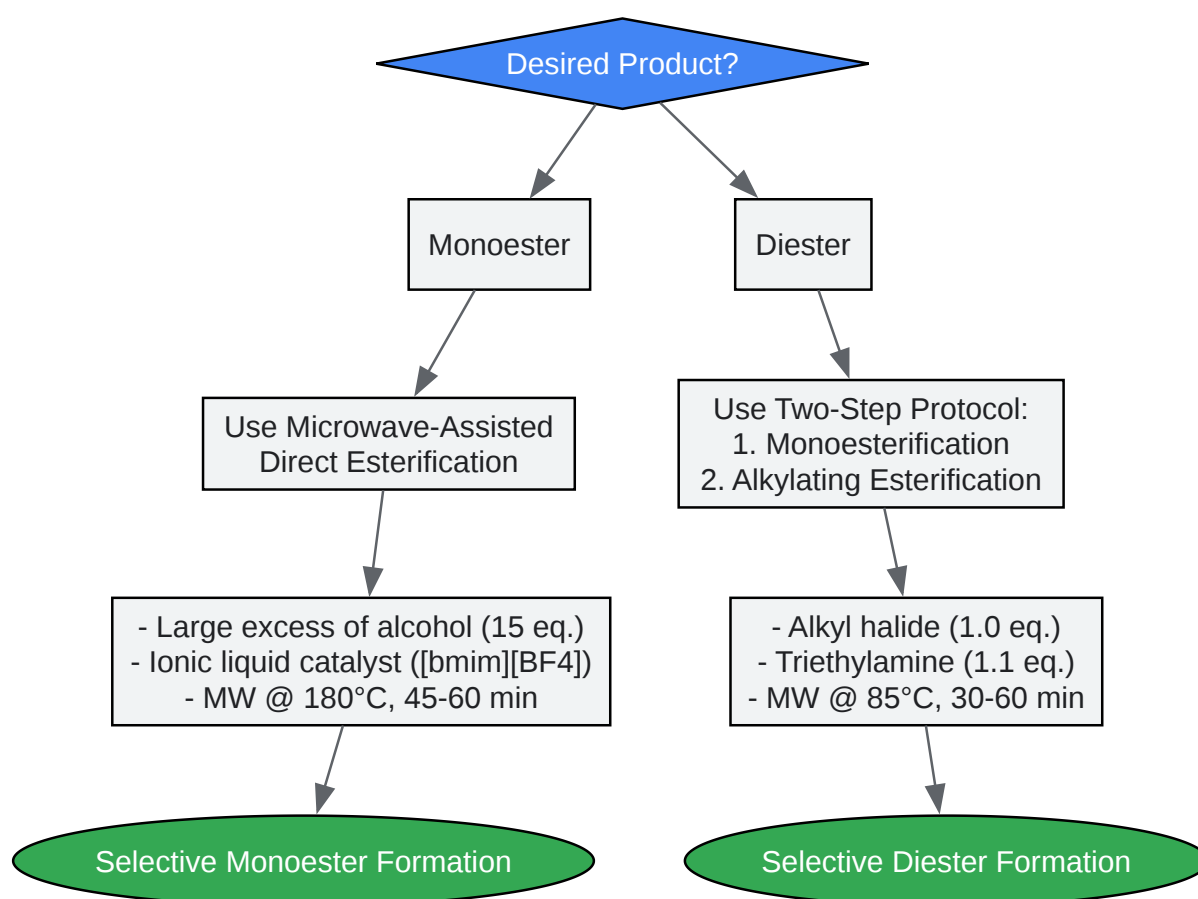 Desired Product?
Monoester
Diester
Use Microwave-Assisted
Direct Esterification
Use Two-Step Protocol:
1. Monoesterification
2. Alkylating Esterification
- Large excess of alcohol (15 eq.)
- Ionic liquid catalyst ([bmim][BF4])
- MW @ 180°C, 45-60 min
- Alkyl halide (1.0 eq.)
- Triethylamine (1.1 eq.)
- MW @ 85°C, 30-60 min
Selective Monoester Formation
Selective Diester Formation